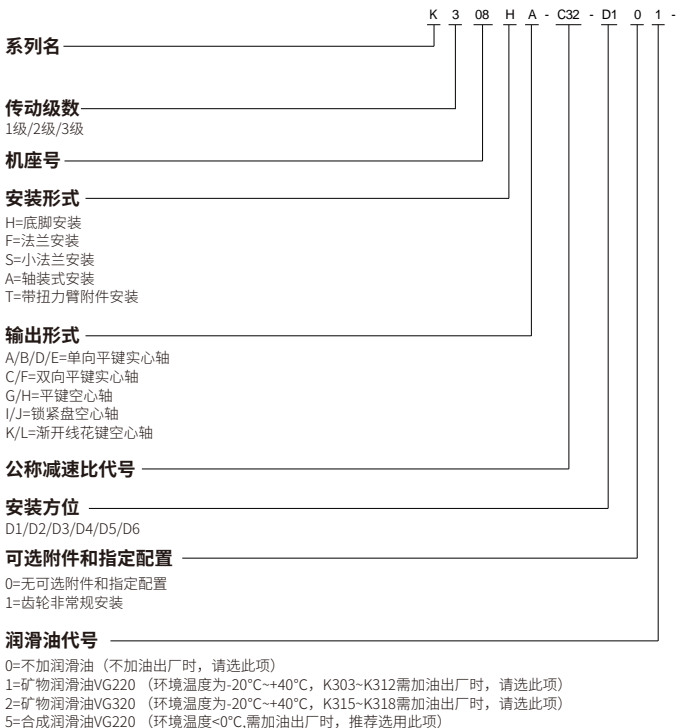 K 3 08 H A - C32 - D1 0 1 -
系列名
传动级数
1级/2级/3级
机座号
安装形式
H=底脚安装
F=法兰安装
S=小法兰安装
A=轴装式安装
T=带扭力臂附件安装
输出形式
A/B/D/E=单向平键实心轴
C/F=双向平键实心轴
G/H=平键空心轴
I/J=锁紧盘空心轴
K/L=渐开线花键空心轴
公称减速比代号
安装方位
D1/D2/D3/D4/D5/D6
可选附件和指定配置
0=无可选附件和指定配置
1=齿轮非常规安装
润滑油代号
0=不加润滑油（不加油出厂时，请选此项）
1=矿物润滑油VG220 （环境温度为-20℃~+40℃，K303~K312需加油出厂时，请选此项）
2=矿物润滑油VG320 （环境温度为-20℃~+40℃，K315~K318需加油出厂时，请选此项）
5=合成润滑油VG220 （环境温度<0℃,需加油出厂时，推荐选用此项）